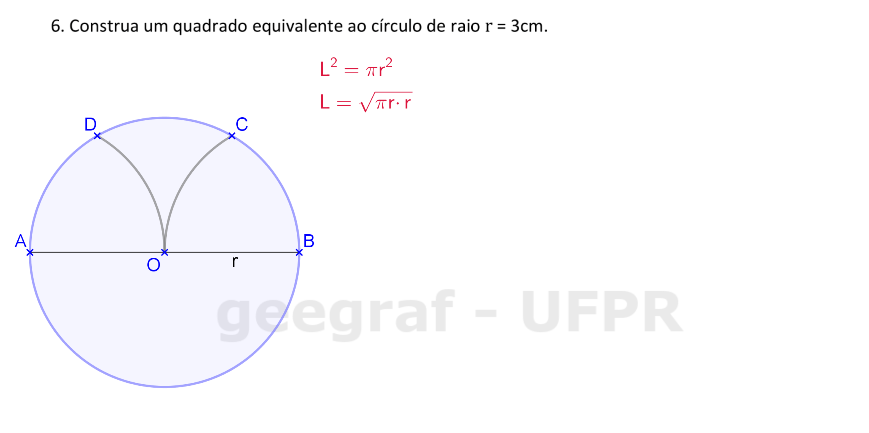 6. Construa um quadrado equivalente ao círculo de raio r = 3cm.
L² = πr²
L = √πr· r
D
C
A
B
O
r
geegraf - UFPR